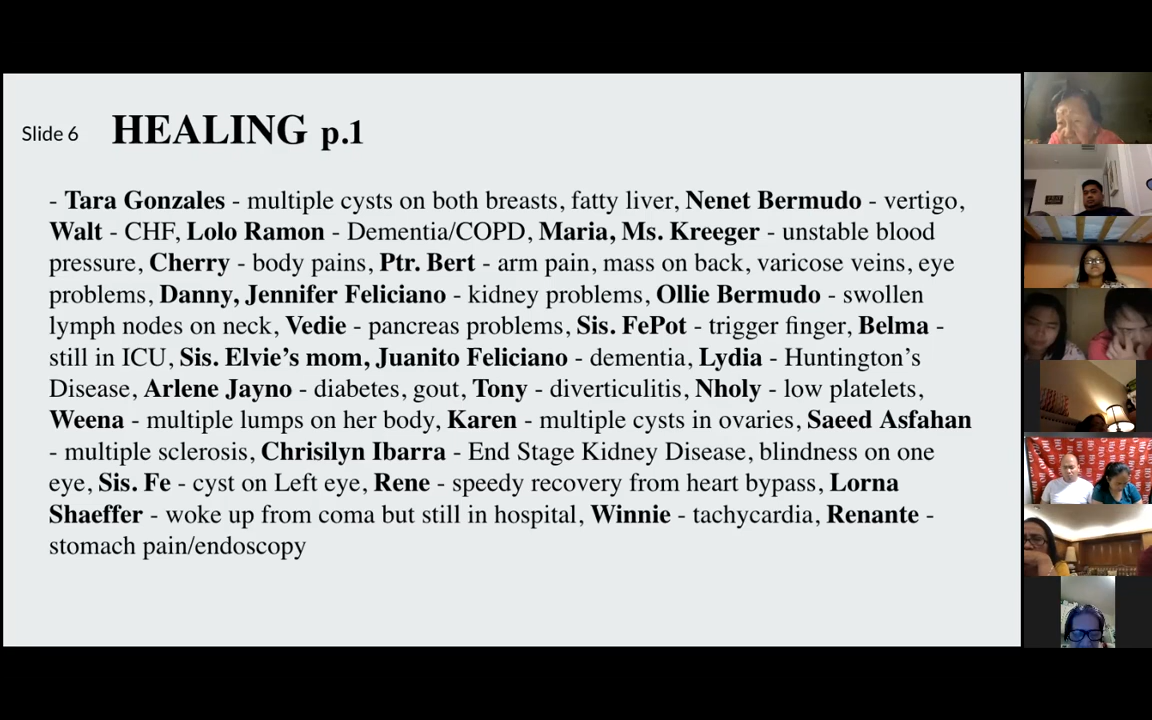 Slide 6 HEALING p.1
- Tara Gonzales - multiple cysts on both breasts, fatty liver, Nenet Bermudo - vertigo,
Walt - CHF, Lolo Ramon - Dementia/COPD, Maria, Ms. Kreeger - unstable blood
pressure, Cherry - body pains, Ptr. Bert - arm pain, mass on back, varicose veins, eye
problems, Danny, Jennifer Feliciano - kidney problems, Ollie Bermudo - swollen
lymph nodes on neck, Vedie - pancreas problems, Sis. FePot - trigger finger, Belma -
still in ICU, Sis. Elvie’s mom, Juanito Feliciano - dementia, Lydia - Huntington’s
Disease, Arlene Jayno - diabetes, gout, Tony - diverticulitis, Nholy - low platelets,
Weena - multiple lumps on her body, Karen - multiple cysts in ovaries, Saeed Asfahan
- multiple sclerosis, Chrisilyn Ibarra - End Stage Kidney Disease, blindness on one
eye, Sis. Fe - cyst on Left eye, Rene - speedy recovery from heart bypass, Lorna
Shaeffer - woke up from coma but still in hospital, Winnie - tachycardia, Renante -
stomach pain/endoscopy